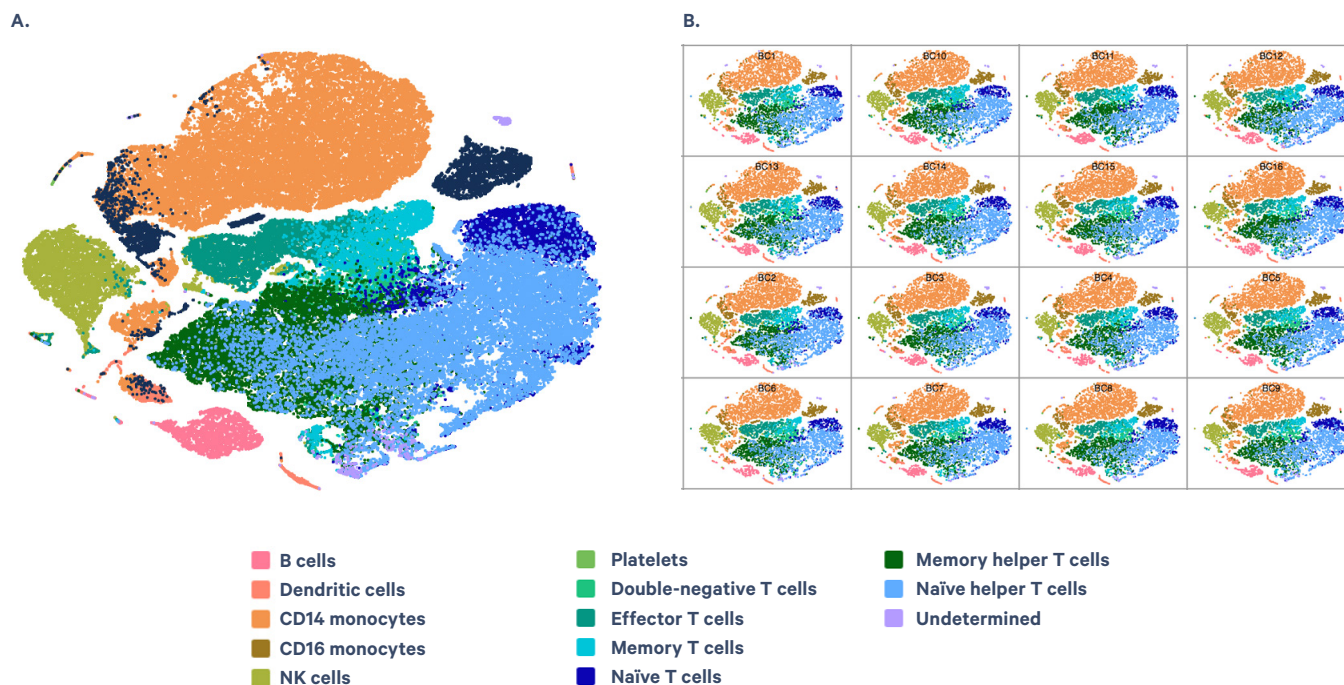 A.
B.
BC1
BC10
BC11
BC12
BC13
BC14
BC15
BC16
BC2
BC3
BC4
BC5
BC6
BC7
BC8
BC9
B cells
Dendritic cells
CD14 monocytes
CD16 monocytes
NK cells
Platelets
Double-negative T cells
Effector T cells
Memory T cells
Naïve T cells
Memory helper T cells
Naïve helper T cells
Undetermined